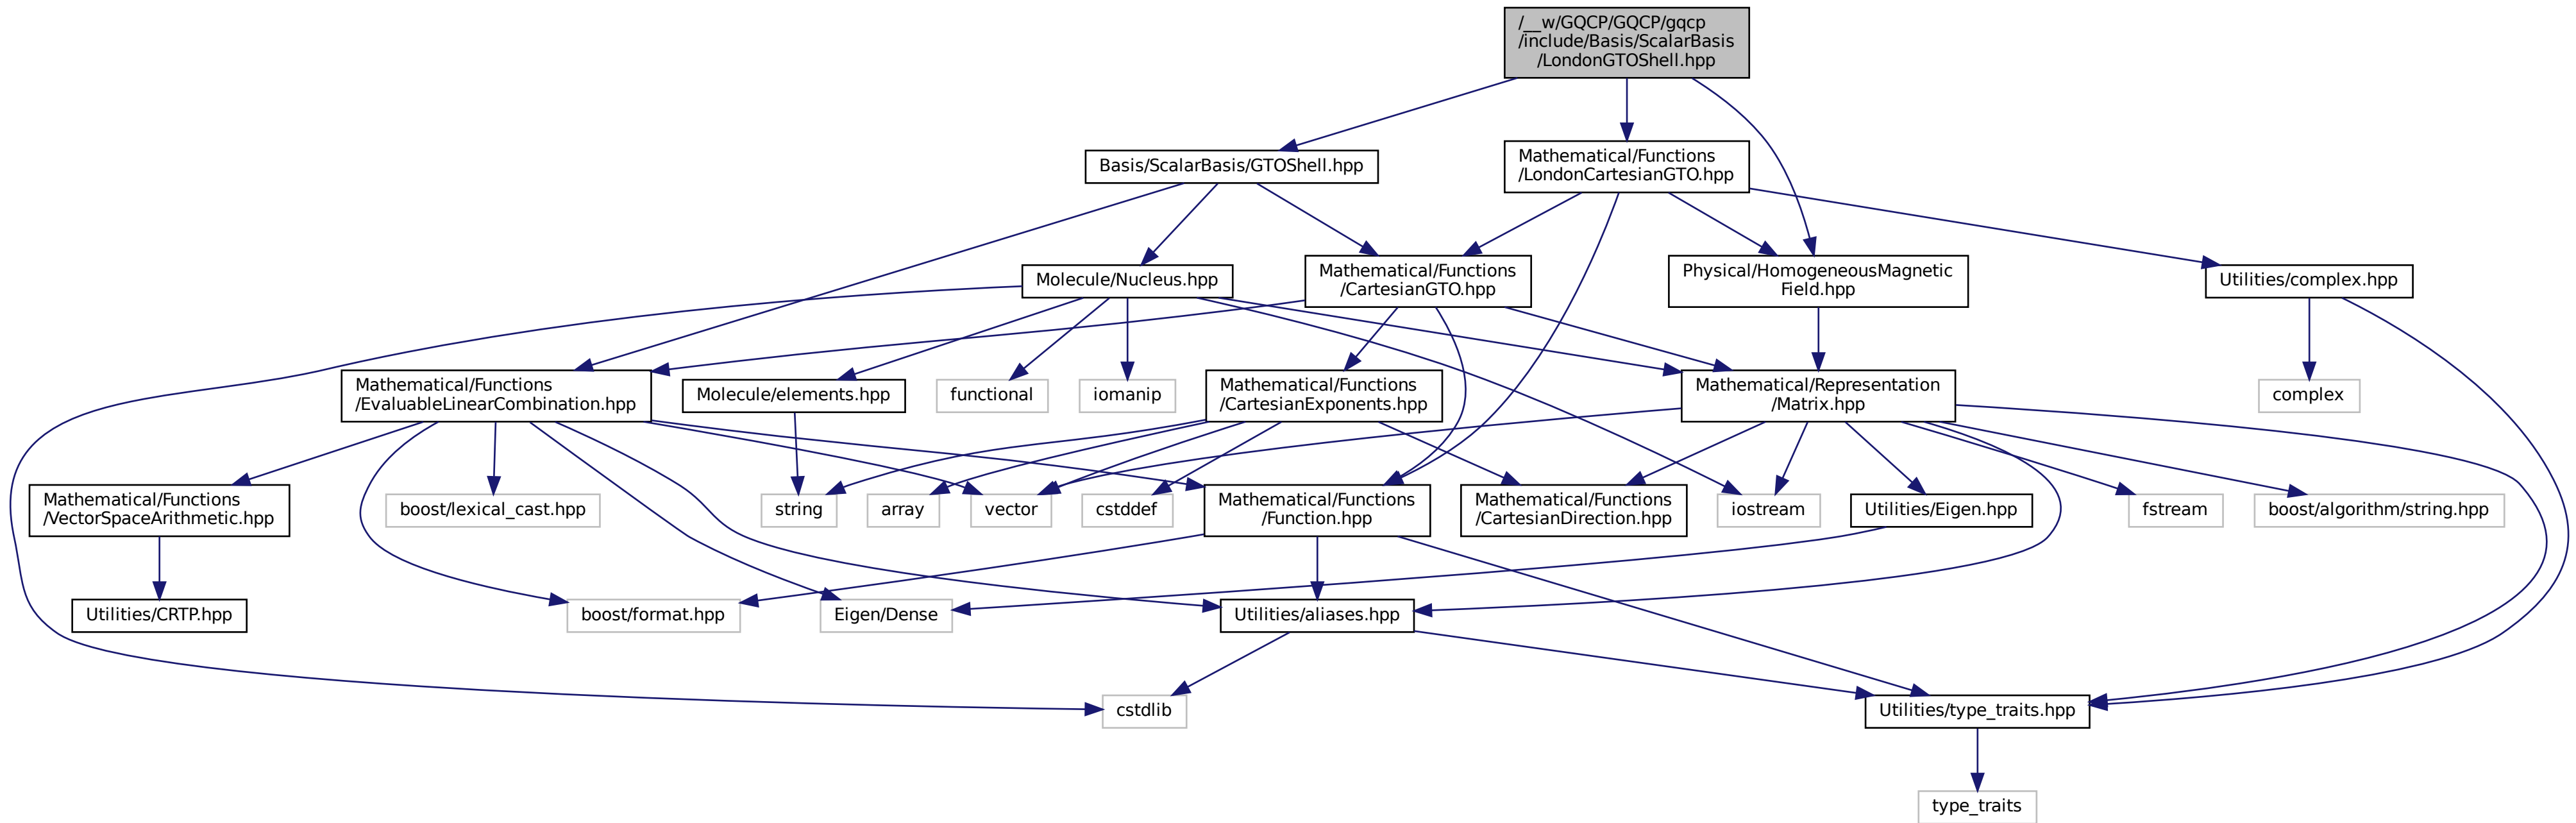 /__w/GQCP/GQCP/gqcp
/include/Basis/ScalarBasis
/LondonGTOShell.hpp
Basis/ScalarBasis/GTOShell.hpp
Mathematical/Functions
/LondonCartesianGTO.hpp
Molecule/Nucleus.hpp
Mathematical/Functions
/CartesianGTO.hpp
Physical/HomogeneousMagnetic
Field.hpp
Utilities/complex.hpp
Mathematical/Functions
/EvaluableLinearCombination.hpp
Molecule/elements.hpp
functional
iomanip
Mathematical/Functions
/CartesianExponents.hpp
Mathematical/Representation
/Matrix.hpp
complex
Mathematical/Functions
/VectorSpaceArithmetic.hpp
boost/lexical_cast.hpp
string
array
vector
cstddef
Mathematical/Functions
/Function.hpp
Mathematical/Functions
/CartesianDirection.hpp
iostream
Utilities/Eigen.hpp
fstream
boost/algorithm/string.hpp
Utilities/CRTP.hpp
boost/format.hpp
Eigen/Dense
Utilities/aliases.hpp
cstdlib
Utilities/type_traits.hpp
type_traits